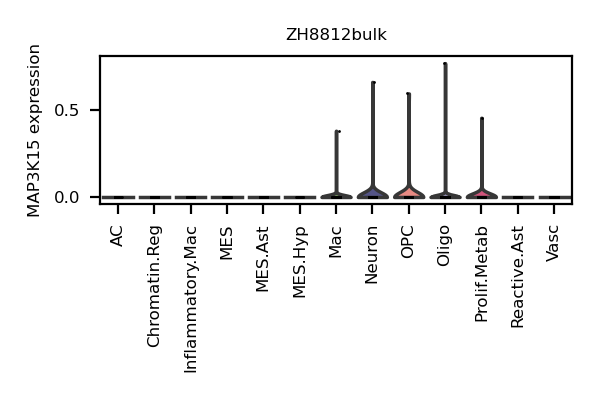 ZH8812bulk
MAP3K15 expression
0.5
0.0
AC
Chromatin.Reg
Inflammatory.Mac
MES
MES.Ast
MES.Hyp
Mac
Neuron
OPC
Oligo
Prolif.Metab
Reactive.Ast
Vasc